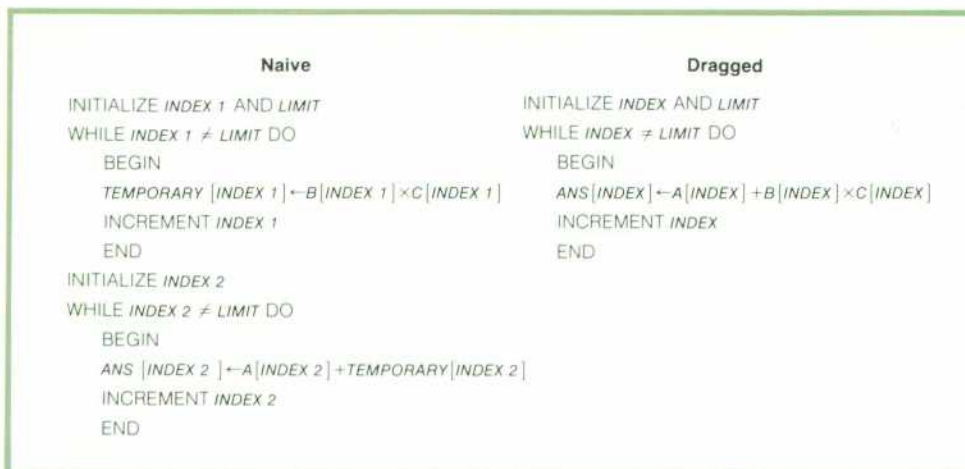 Naive
INITIALIZE INDEX 1 AND LIMIT
WHILE INDEX 1 ≠ LIMIT DO
BEGIN
TEMPORARY [INDEX 1]←B[INDEX 1]×C[INDEX 1]
INCREMENT INDEX 1
END
INITIALIZE INDEX 2
WHILE INDEX 2 ≠ LIMIT DO
BEGIN
ANS [INDEX 2 ]←A[INDEX 2]+TEMPORARY[INDEX 2]
INCREMENT INDEX 2
END
Dragged
INITIALIZE INDEX AND LIMIT
WHILE INDEX ≠ LIMIT DO
BEGIN
ANS[INDEX]←A[INDEX]+B[INDEX]×C[INDEX]
INCREMENT INDEX
END